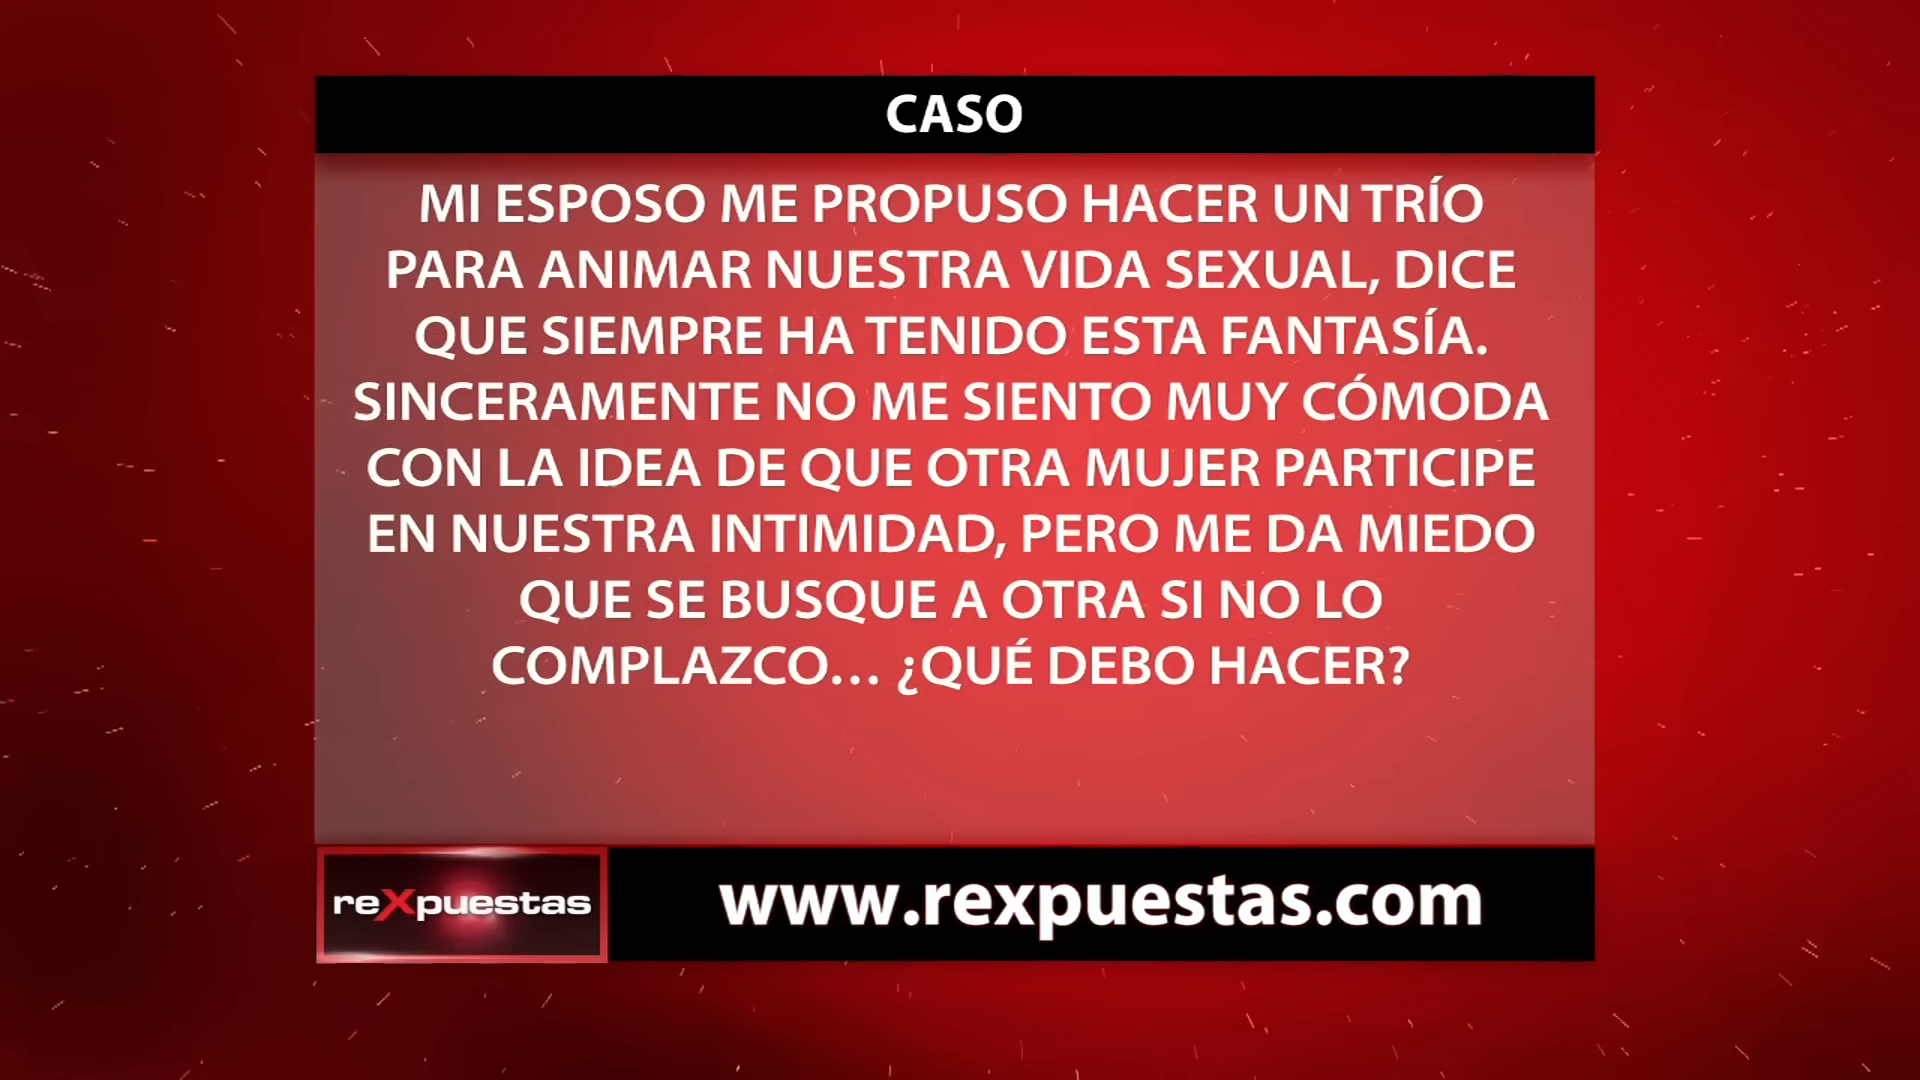 CASO
MI ESPOSO ME PROPUSO HACER UN TRÍO
PARA ANIMAR NUESTRA VIDA SEXUAL, DICE
QUE SIEMPRE HA TENIDO ESTA FANTASÍA.
SINCERAMENTE NO ME SIENTO MUY CÓMODA
CON LA IDEA DE QUE OTRA MUJER PARTICIPE
EN NUESTRA INTIMIDAD, PERO ME DA MIEDO
QUE SE BUSQUE A OTRA SI NO LO
COMPLAZCO... ¿QUÉ DEBO HACER?
reXpuestas
www.rexpuestas.com